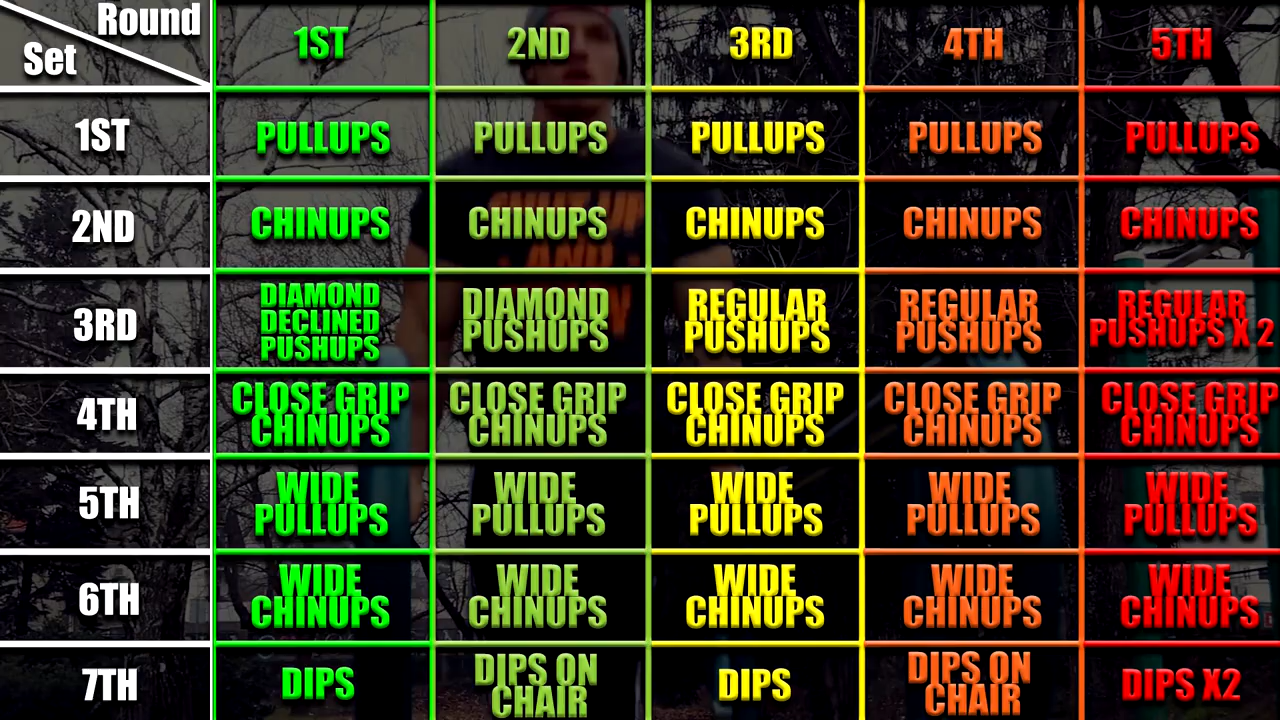 Round
Set
1ST 2ND 3RD 4TH 5TH
1ST PULLUPS PULLUPS PULLUPS PULLUPS PULLUPS
2ND CHINUPS CHINUPS CHINUPS CHINUPS CHINUPS
3RD
DIAMOND
DECLINED
PUSHUPS
DIAMOND
PUSHUPS
REGULAR
PUSHUPS
REGULAR
PUSHUPS
REGULAR
PUSHUPS X 2
4TH
CLOSE GRIP
CHINUPS
CLOSE GRIP
CHINUPS
CLOSE GRIP
CHINUPS
CLOSE GRIP
CHINUPS
CLOSE GRIP
CHINUPS
5TH
WIDE
PULLUPS
WIDE
PULLUPS
WIDE
PULLUPS
WIDE
PULLUPS
WIDE
PULLUPS
6TH
WIDE
CHINUPS
WIDE
CHINUPS
WIDE
CHINUPS
WIDE
CHINUPS
WIDE
CHINUPS
7TH
DIPS
DIPS ON
CHAIR
DIPS
DIPS ON
CHAIR
DIPS X2
AND